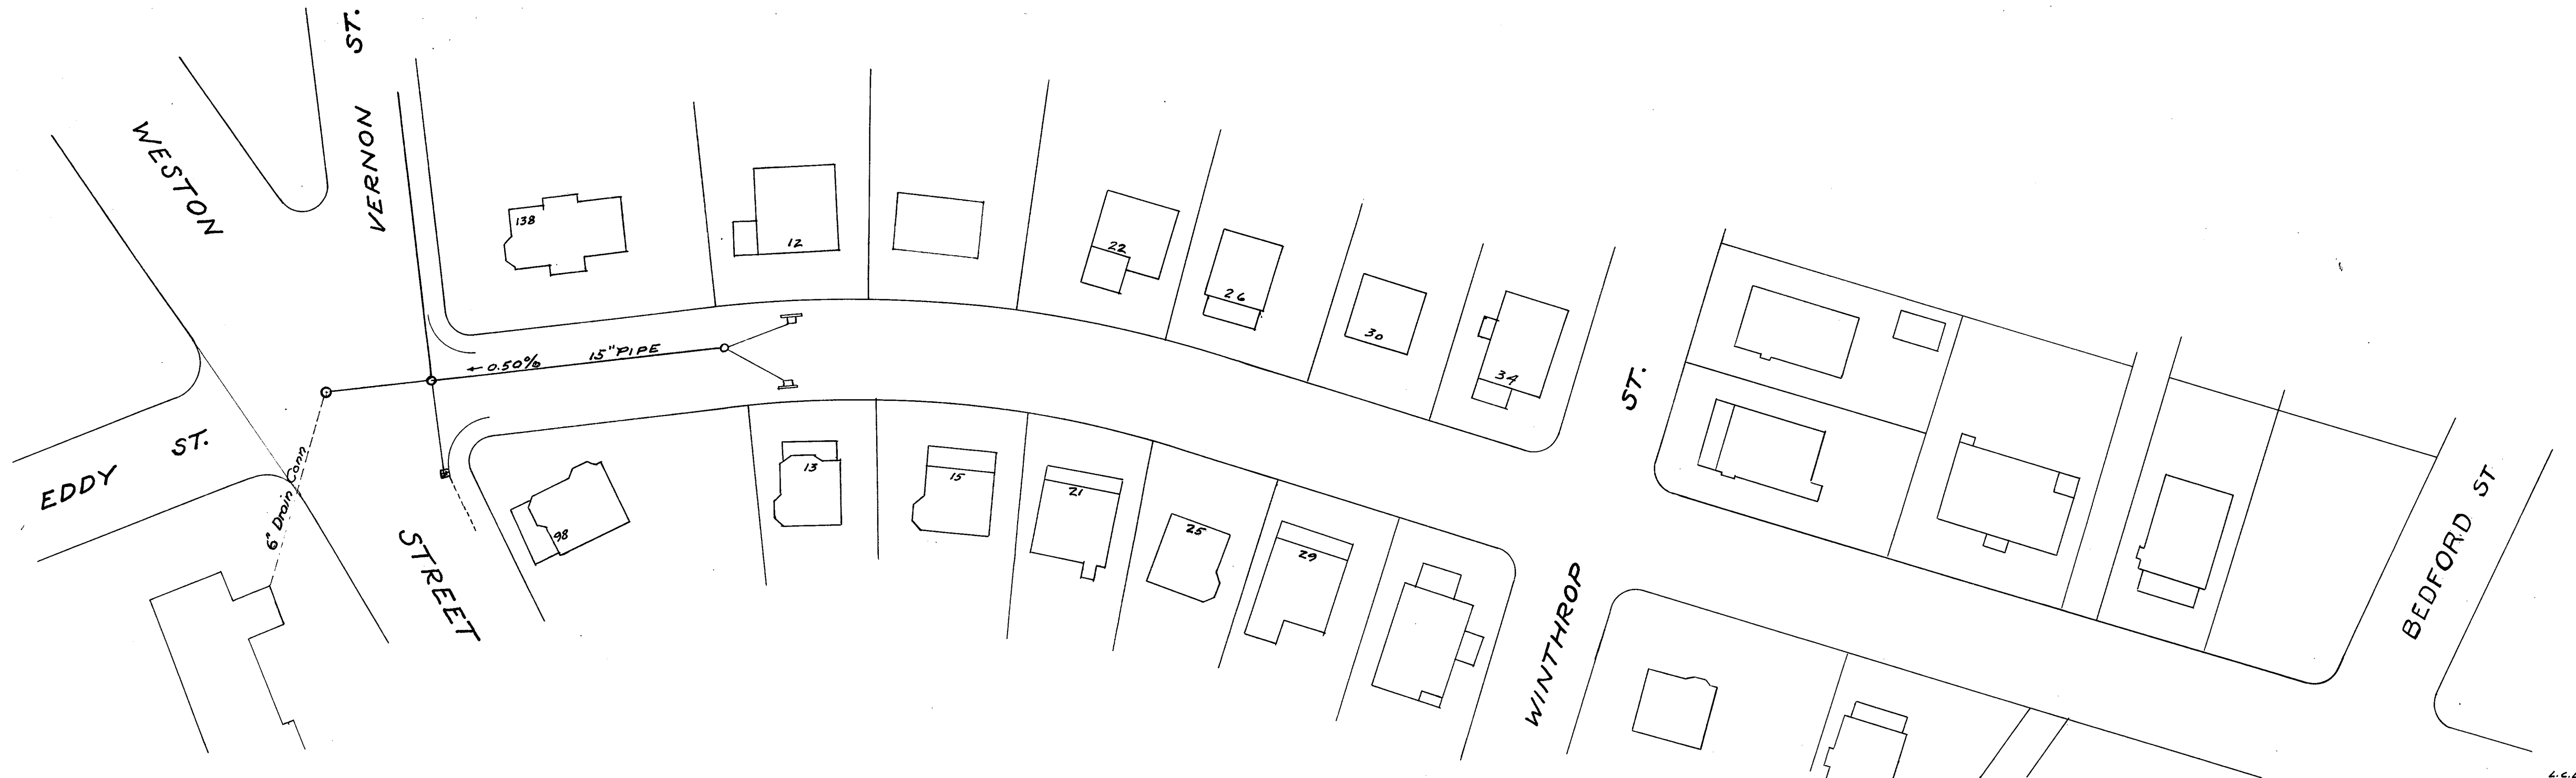 WESTON
STREET
VERNON ST.
EDDY ST.
6" Drain Conn
← 0.50%
15" PIPE
138
12
22
26
30
34
98
13
15
21
25
29
WINTHROP ST.
BEDFORD ST